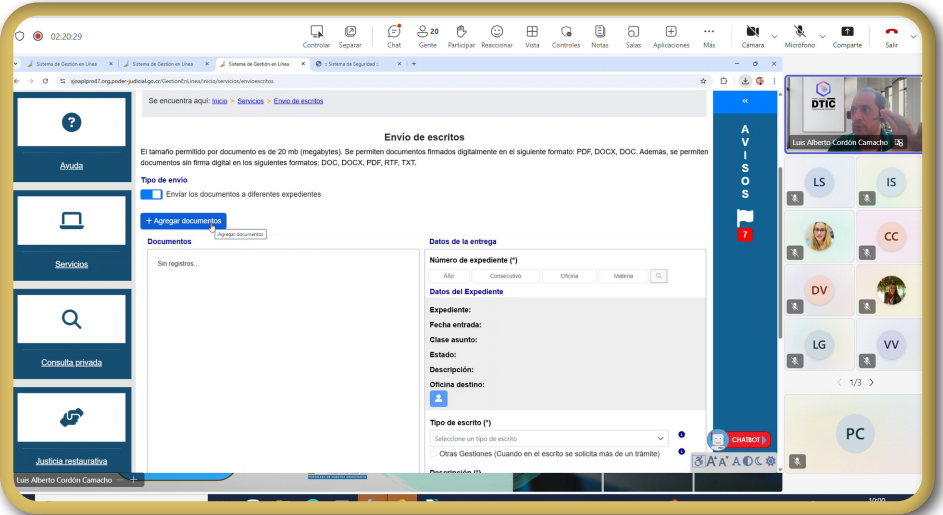 02:20:29
Controlar Separar Chat 20 Gente Participar Reaccionar Vista Controles Notas Salas Aplicaciones Más Cámara Micrófono Comparte Salir
Sistema de Gestión en Línea × Sistema de Gestión en Línea × Sistema de Gestión en Línea × :: Sistema de Seguridad :: × +
sjoaplpro47.org.poder-judicial.go.cr/GestionEnLinea/inicio/servicios/envioescritos
Se encuentra aquí: Inicio > Servicios > Envío de escritos
Envío de escritos
El tamaño permitido por documento es de 20 mb (megabytes). Se permiten documentos firmados digitalmente en el siguiente formato: PDF, DOCX, DOC. Además, se permiten
documentos sin firma digital en los siguientes formatos: DOC, DOCX, PDF, RTF, TXT.
Tipo de envío
Enviar los documentos a diferentes expedientes
+ Agregar documentos
Agregar documentos
Documentos
Sin registros...
Datos de la entrega
Número de expediente (*)
Año Consecutivo Oficina Materia
Datos del Expediente
Expediente:
Fecha entrada:
Clase asunto:
Estado:
Descripción:
Oficina destino:
Tipo de escrito (*)
Seleccione un tipo de escrito
Otras Gestiones (Cuando en el escrito se solicita más de un trámite)
Descripción (*)
Ayuda
Servicios
Consulta privada
Justicia restaurativa
«
A
V
I
S
O
S
7
CHATBOT
A+ A- A
DTIC
Luis Alberto Cordón Camacho
LS IS
CC
DV
LG VV
1/3
PC
Luis Alberto Cordón Camacho
10:00